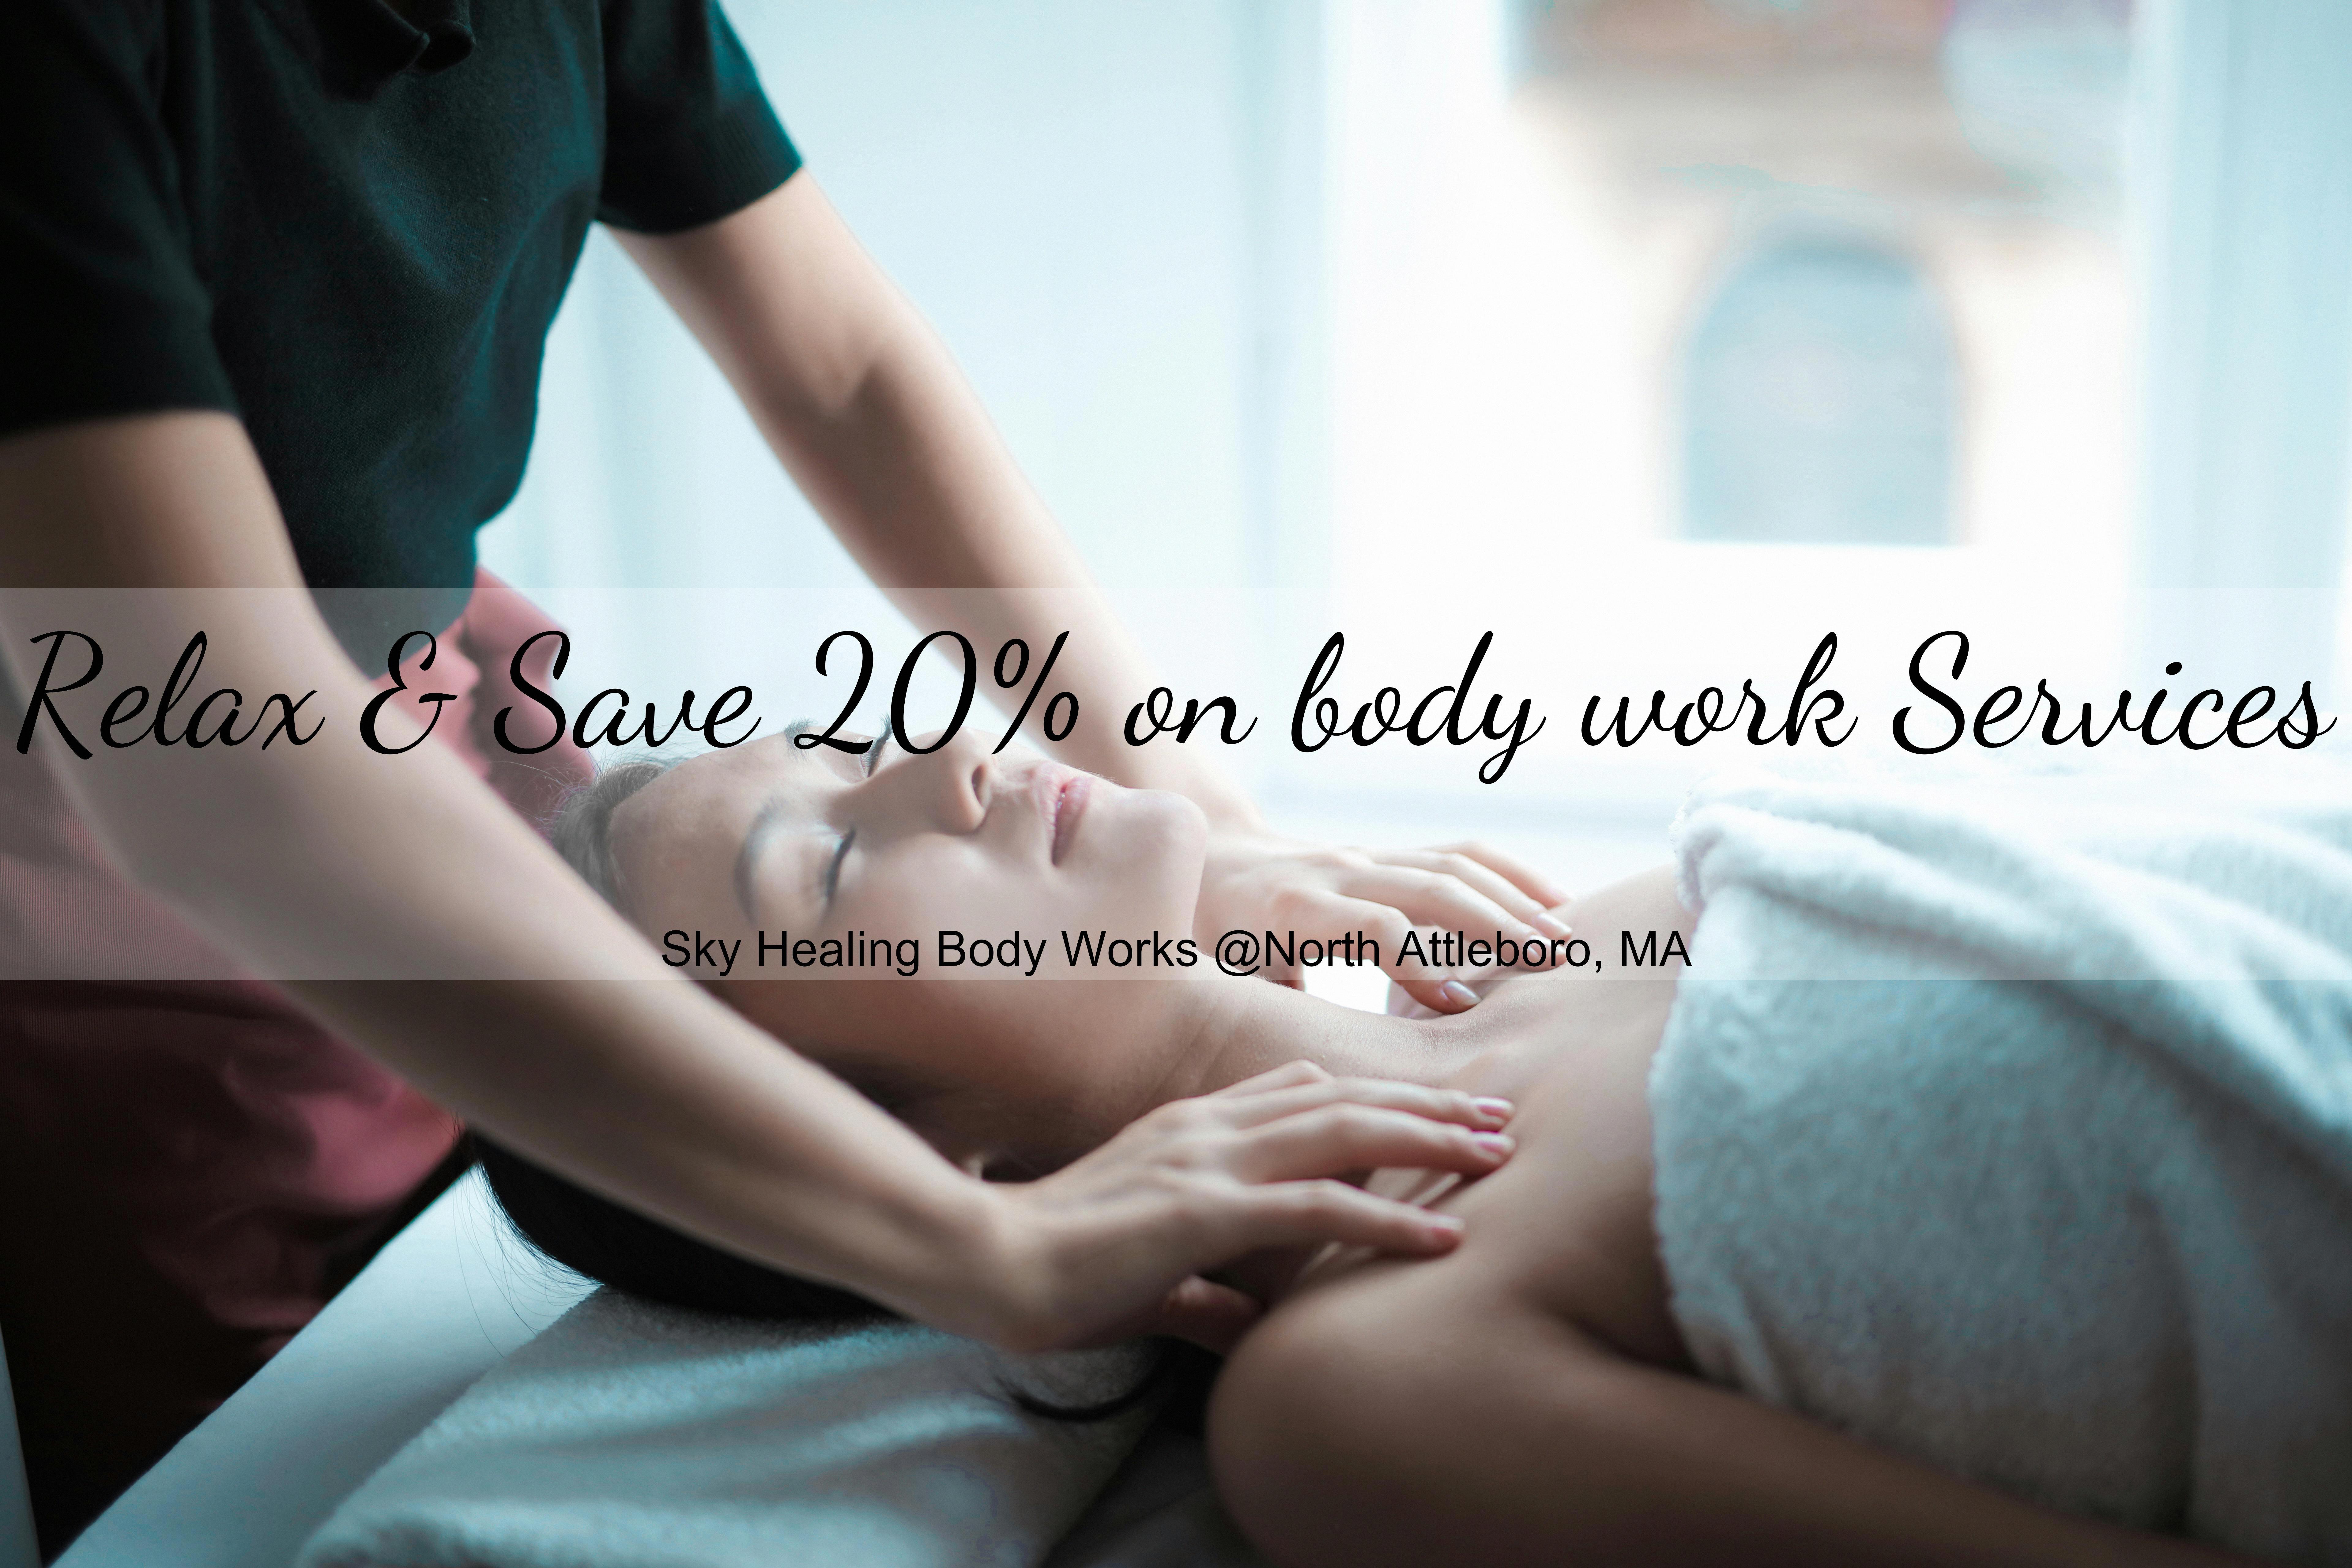 Relax & Save 20% on body work Services
Sky Healing Body Works @North Attleboro, MA